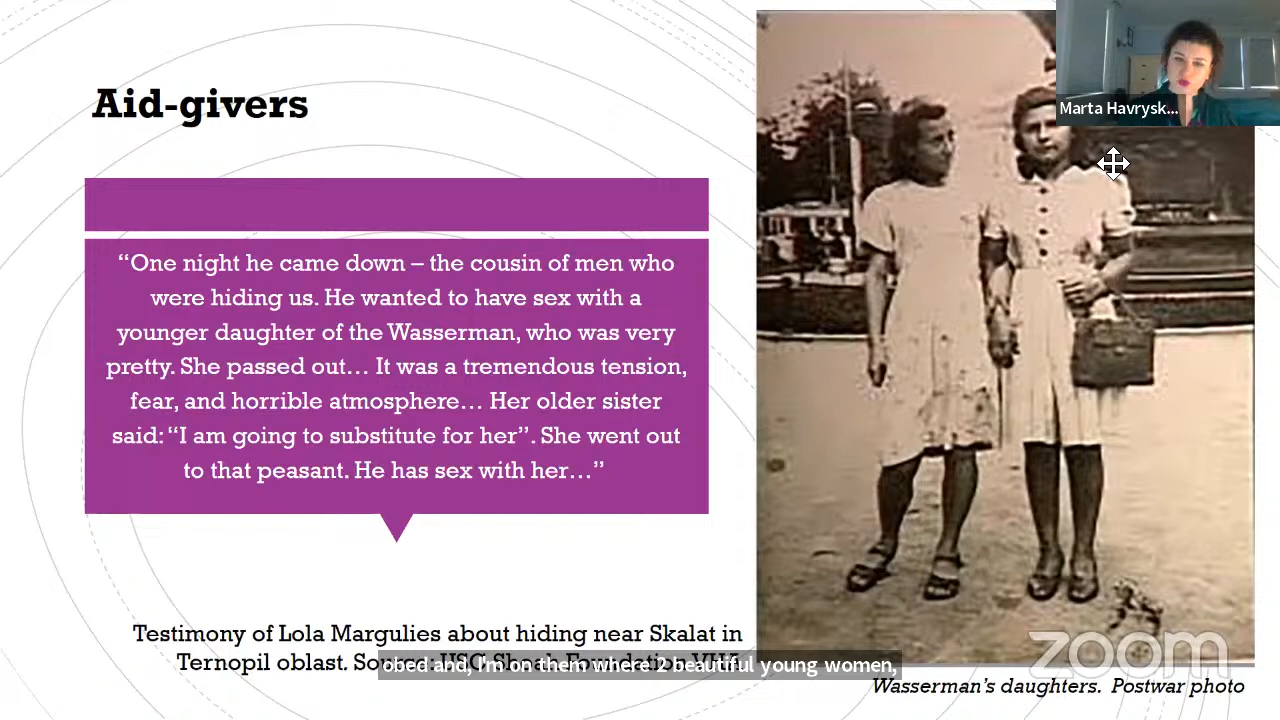 Aid-givers
Marta Havrysk...
“One night he came down – the cousin of men who
were hiding us. He wanted to have sex with a
younger daughter of the Wasserman, who was very
pretty. She passed out... It was a tremendous tension,
fear, and horrible atmosphere... Her older sister
said: “I am going to substitute for her”. She went out
to that peasant. He has sex with her...”
Testimony of Lola Margulies about hiding near Skalat in
Ternopil oblast.
obed and, I'm on them where 2 beautiful young women,
zoom
Wasserman's daughters. Postwar photo